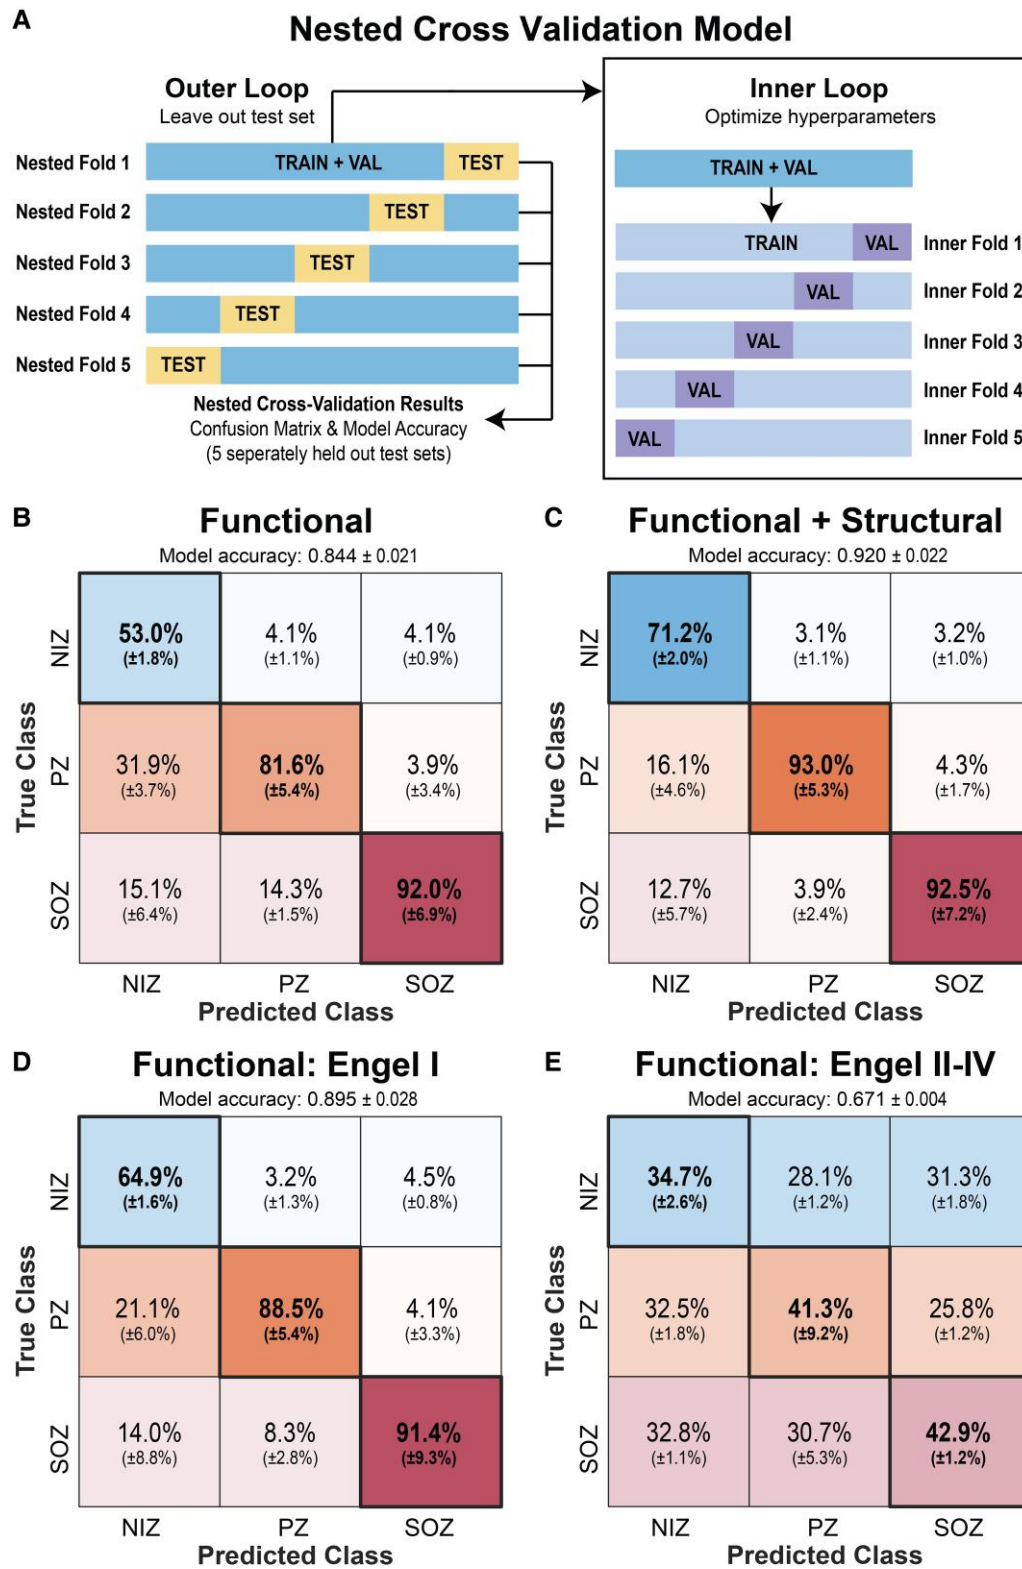 A
Nested Cross Validation Model
Outer Loop
Leave out test set
Nested Fold 1
TRAIN + VAL
TEST
Nested Fold 2
TEST
Nested Fold 3
TEST
Nested Fold 4
TEST
Nested Fold 5
TEST
Nested Cross-Validation Results
Confusion Matrix & Model Accuracy
(5 seperately held out test sets)
Inner Loop
Optimize hyperparameters
TRAIN + VAL
TRAIN
VAL
Inner Fold 1
VAL
Inner Fold 2
VAL
Inner Fold 3
VAL
Inner Fold 4
VAL
Inner Fold 5
B
Functional
Model accuracy: 0.844 ± 0.021
True Class
NIZ
53.0%
(±1.8%)
4.1%
(±1.1%)
4.1%
(±0.9%)
PZ
31.9%
(±3.7%)
81.6%
(±5.4%)
3.9%
(±3.4%)
SOZ
15.1%
(±6.4%)
14.3%
(±1.5%)
92.0%
(±6.9%)
NIZ
PZ
SOZ
Predicted Class
C
Functional + Structural
Model accuracy: 0.920 ± 0.022
True Class
NIZ
71.2%
(±2.0%)
3.1%
(±1.1%)
3.2%
(±1.0%)
PZ
16.1%
(±4.6%)
93.0%
(±5.3%)
4.3%
(±1.7%)
SOZ
12.7%
(±5.7%)
3.9%
(±2.4%)
92.5%
(±7.2%)
NIZ
PZ
SOZ
Predicted Class
D
Functional: Engel I
Model accuracy: 0.895 ± 0.028
True Class
NIZ
64.9%
(±1.6%)
3.2%
(±1.3%)
4.5%
(±0.8%)
PZ
21.1%
(±6.0%)
88.5%
(±5.4%)
4.1%
(±3.3%)
SOZ
14.0%
(±8.8%)
8.3%
(±2.8%)
91.4%
(±9.3%)
NIZ
PZ
SOZ
Predicted Class
E
Functional: Engel II-IV
Model accuracy: 0.671 ± 0.004
True Class
NIZ
34.7%
(±2.6%)
28.1%
(±1.2%)
31.3%
(±1.8%)
PZ
32.5%
(±1.8%)
41.3%
(±9.2%)
25.8%
(±1.2%)
SOZ
32.8%
(±1.1%)
30.7%
(±5.3%)
42.9%
(±1.2%)
NIZ
PZ
SOZ
Predicted Class